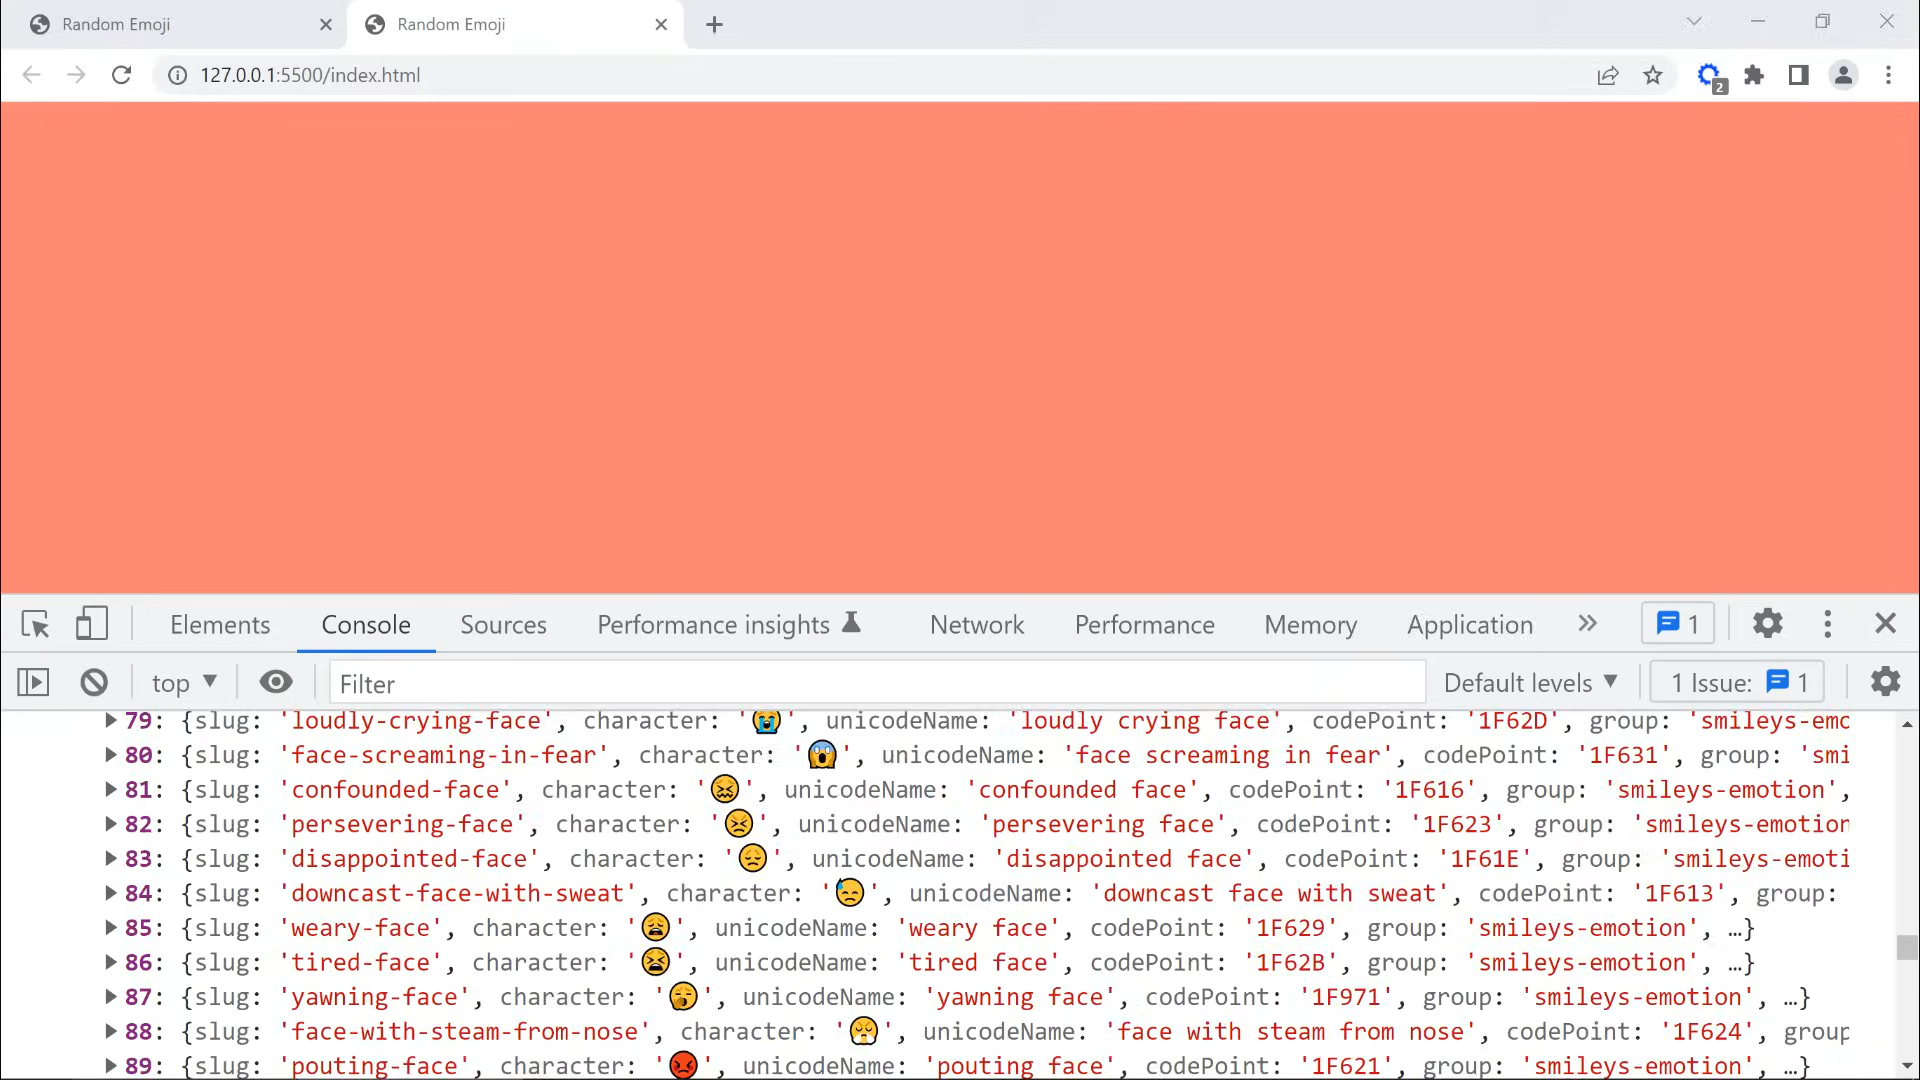 Random Emoji
Random Emoji
127.0.0.1:5500/index.html
2
Elements Console Sources Performance insights Network Performance Memory Application 1
top Filter Default levels 1 Issue: 1
79: {slug: 'loudly-crying-face', character: '😭', unicodeName: 'loudly crying face', codePoint: '1F62D', group: 'smileys-emo
80: {slug: 'face-screaming-in-fear', character: '😱', unicodeName: 'face screaming in fear', codePoint: '1F631', group: 'smi
81: {slug: 'confounded-face', character: '😖', unicodeName: 'confounded face', codePoint: '1F616', group: 'smileys-emotion',
82: {slug: 'persevering-face', character: '😣', unicodeName: 'persevering face', codePoint: '1F623', group: 'smileys-emotion
83: {slug: 'disappointed-face', character: '😞', unicodeName: 'disappointed face', codePoint: '1F61E', group: 'smileys-emoti
84: {slug: 'downcast-face-with-sweat', character: '😓', unicodeName: 'downcast face with sweat', codePoint: '1F613', group:
85: {slug: 'weary-face', character: '😩', unicodeName: 'weary face', codePoint: '1F629', group: 'smileys-emotion', …}
86: {slug: 'tired-face', character: '😫', unicodeName: 'tired face', codePoint: '1F62B', group: 'smileys-emotion', …}
87: {slug: 'yawning-face', character: '🥱', unicodeName: 'yawning face', codePoint: '1F971', group: 'smileys-emotion', …}
88: {slug: 'face-with-steam-from-nose', character: '😤', unicodeName: 'face with steam from nose', codePoint: '1F624', group
89: {slug: 'pouting-face', character: '😡', unicodeName: 'pouting face', codePoint: '1F621', group: 'smileys-emotion', …}